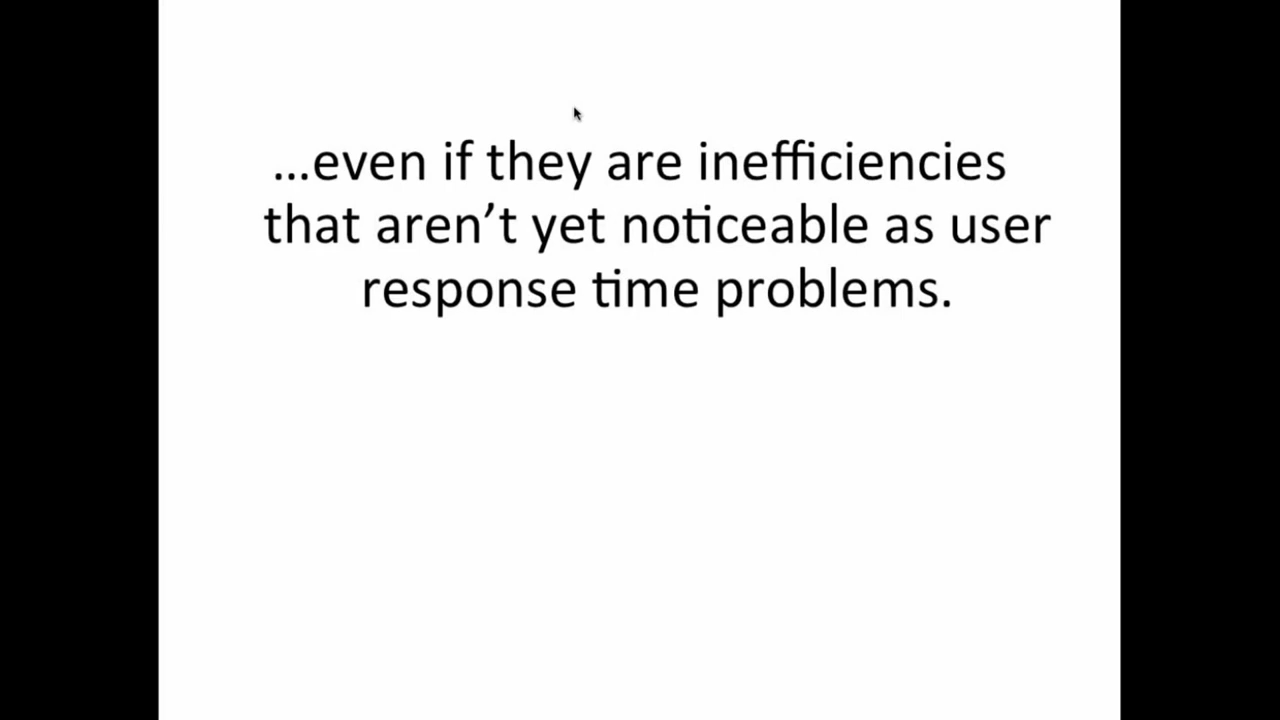 ...even if they are inefficiencies
that aren’t yet noticeable as user
response time problems.